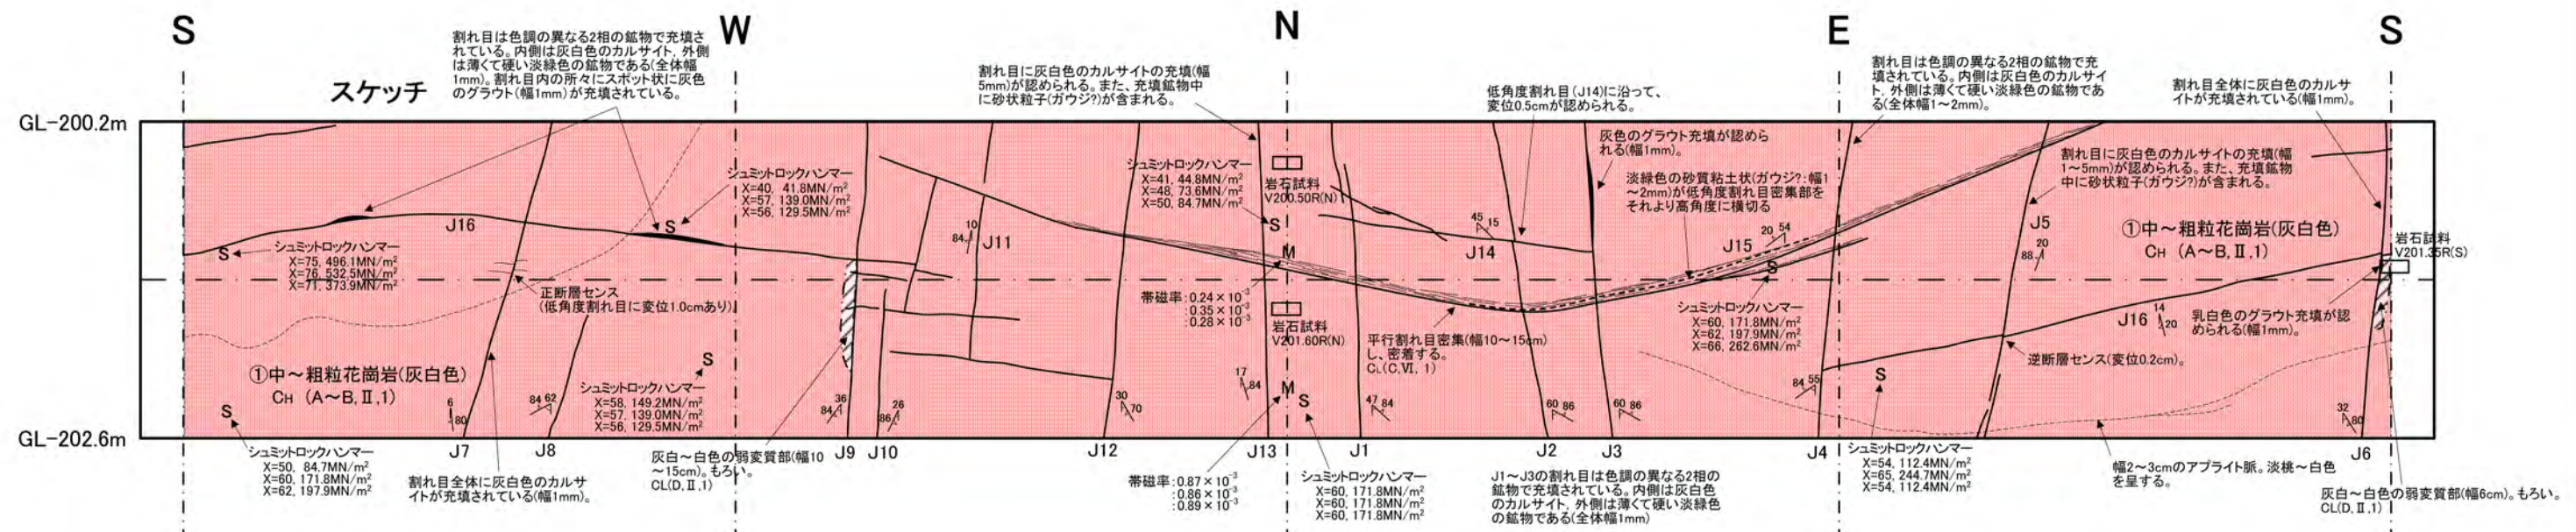 S
W
N
E
S
スケッチ
GL-200.2m
GL-202.6m
割れ目は色調の異なる2相の鉱物で充填さ
れている。内側は灰白色のカルサイト，外側
は薄くて硬い淡緑色の鉱物である(全体幅
1mm)。割れ目内の所々にスポット状に灰色
のグラウト(幅1mm)が充填されている。
J16
S
シュミットロックハンマー
X=75, 496.1MN/m²
X=76, 532.5MN/m²
X=71, 373.9MN/m²
S
シュミットロックハンマー
X=40, 41.8MN/m²
X=57, 139.0MN/m²
X=56, 129.5MN/m²
正断層センス
(低角度割れ目に変位1.0cmあり)
①中～粗粒花崗岩(灰白色)
CH (A～B,Ⅱ,1)
S
シュミットロックハンマー
X=50, 84.7MN/m²
X=60, 171.8MN/m²
X=62, 197.9MN/m²
6
80
J7
84 62
J8
割れ目全体に灰白色のカルサ
イトが充填されている(幅1mm)。
S
シュミットロックハンマー
X=58, 149.2MN/m²
X=57, 139.0MN/m²
X=56, 129.5MN/m²
灰白～白色の弱変質部(幅10
～15cm)。もろい。
CL(D,Ⅱ,1)
84 36
J9
86 26
J10
10
84
J11
30
70
J12
割れ目に灰白色のカルサイトの充填(幅
5mm)が認められる。また、充填鉱物中
に砂状粒子(ガウジ?)が含まれる。
シュミットロックハンマー
X=41, 44.8MN/m²
X=48, 73.6MN/m²
X=50, 84.7MN/m²
S
岩石試料
V200.50R(N)
M
帯磁率:0.24×10⁻³
:0.35×10⁻³
:0.28×10⁻³
岩石試料
V201.60R(N)
17
84
J13
M
帯磁率:0.87×10⁻³
:0.86×10⁻³
:0.89×10⁻³
S
シュミットロックハンマー
X=60, 171.8MN/m²
X=60, 171.8MN/m²
X=60, 171.8MN/m²
47 84
J1
平行割れ目密集(幅10～15cm)
し、密着する。
CL(C,Ⅵ, 1)
低角度割れ目(J14)に沿って、
変位0.5cmが認められる。
45 15
J14
灰色のグラウト充填が認めら
れる(幅1mm)。
淡緑色の砂質粘土状(ガウジ?:幅1
～2mm)が低角度割れ目密集部を
それより高角度に横切る
20 54
J15
S
シュミットロックハンマー
X=60, 171.8MN/m²
X=62, 197.9MN/m²
X=66, 262.6MN/m²
60 86
J2
60 86
J3
J1～J3の割れ目は色調の異なる2相の
鉱物で充填されている。内側は灰白色
のカルサイト，外側は薄くて硬い淡緑色
の鉱物である(全体幅1mm)
84 55
J4
割れ目は色調の異なる2相の鉱物で充
填されている。内側は灰白色のカルサイ
ト，外側は薄くて硬い淡緑色の鉱物であ
る(全体幅1～2mm)。
S
シュミットロックハンマー
X=54, 112.4MN/m²
X=65, 244.7MN/m²
X=54, 112.4MN/m²
割れ目に灰白色のカルサイトの充填(幅
1～5mm)が認められる。また、充填鉱物
中に砂状粒子(ガウジ?)が含まれる。
J5
20
88
①中～粗粒花崗岩(灰白色)
CH (A～B,Ⅱ,1)
J16
14
20
逆断層センス(変位0.2cm)。
幅2～3cmのアプライト脈。淡桃～白色
を呈する。
割れ目全体に灰白色のカルサ
イトが充填されている(幅1mm)。
岩石試料
V201.35R(S)
乳白色のグラウト充填が認
められる(幅1mm)。
32
80
J6
灰白～白色の弱変質部(幅6cm)。もろい。
CL(D,Ⅱ,1)